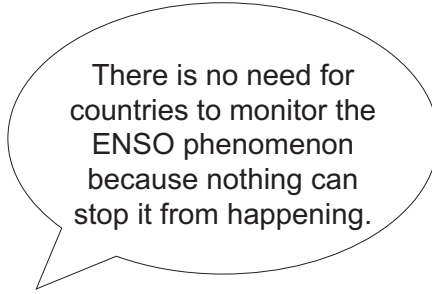 There is no need for
countries to monitor the
ENSO phenomenon
because nothing can
stop it from happening.